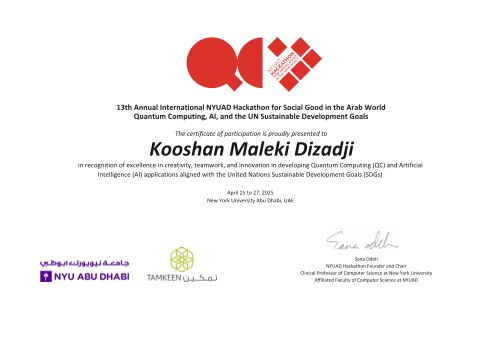 QC
NYUAD
HACKATHON
13th Annual International NYUAD Hackathon for Social Good in the Arab World
Quantum Computing, AI, and the UN Sustainable Development Goals
The certificate of participation is proudly presented to
Kooshan Maleki Dizadji
in recognition of excellence in creativity, teamwork, and innovation in developing Quantum Computing (QC) and Artificial
Intelligence (AI) applications aligned with the United Nations Sustainable Development Goals (SDGs)
April 25 to 27, 2025
New York University Abu Dhabi, UAE
Sana Odeh
Sana Odeh
NYUAD Hackathon Founder and Chair
Clinical Professor of Computer Science at New York University
Affiliated Faculty of Computer Science at NYUAD
جامعة نيويورك أبوظبي
NYU ABU DHABI
TAMKEEN تمكين